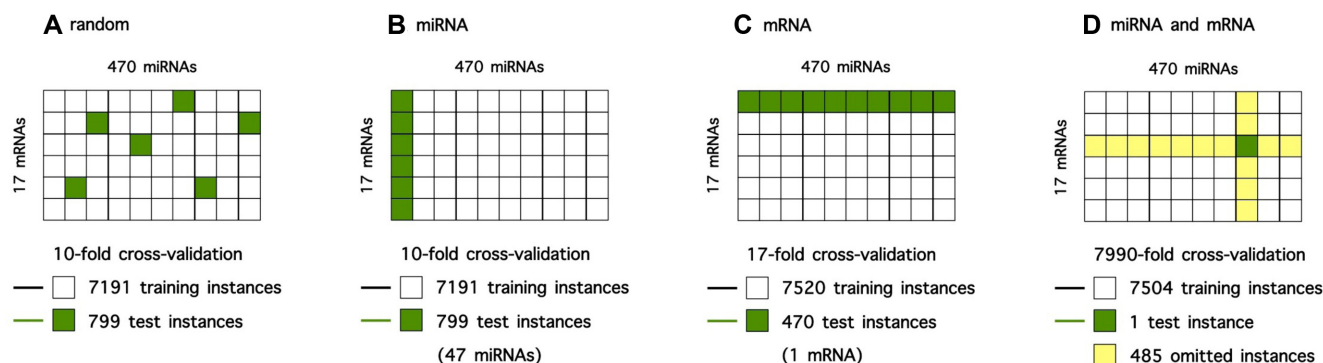 A random
470 miRNAs
17 mRNAs
10-fold cross-validation
7191 training instances
799 test instances
B miRNA
470 miRNAs
17 mRNAs
10-fold cross-validation
7191 training instances
799 test instances
(47 miRNAs)
C mRNA
470 miRNAs
17 mRNAs
17-fold cross-validation
7520 training instances
470 test instances
(1 mRNA)
D miRNA and mRNA
470 miRNAs
17 mRNAs
7990-fold cross-validation
7504 training instances
1 test instance
485 omitted instances